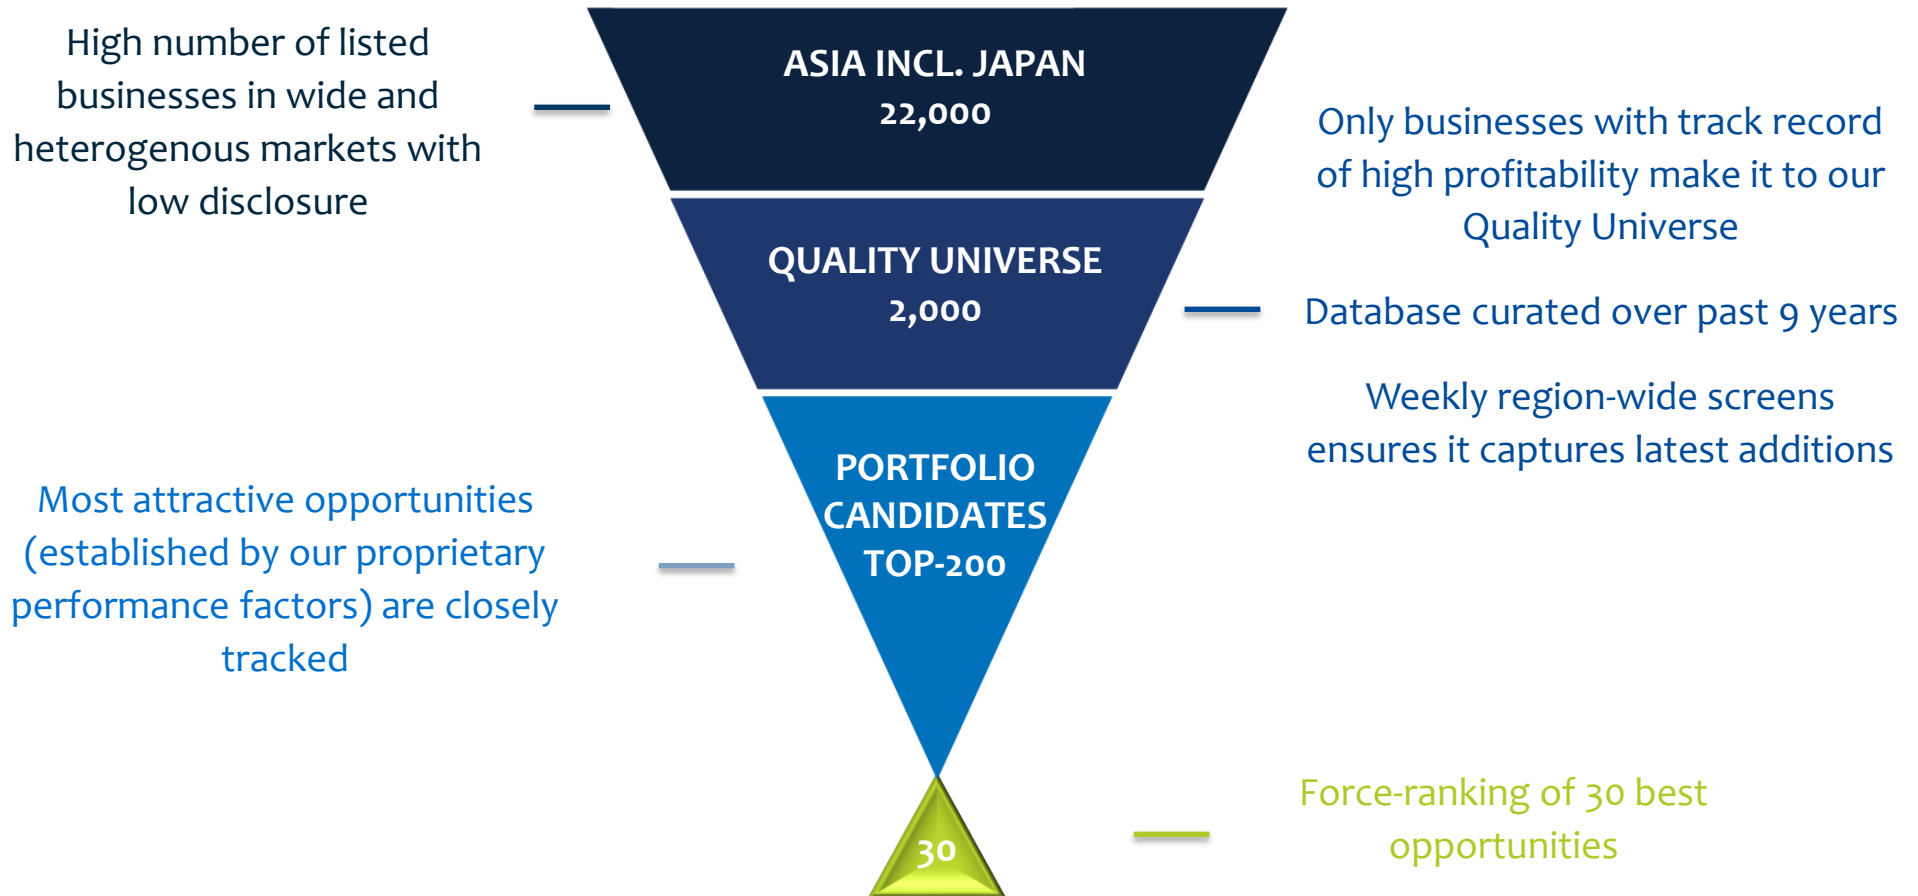 High number of listed
businesses in wide and
heterogenous markets with
low disclosure
ASIA INCL. JAPAN
22,000
Only businesses with track record
of high profitability make it to our
Quality Universe
QUALITY UNIVERSE
2,000
Database curated over past 9 years
Weekly region-wide screens
ensures it captures latest additions
PORTFOLIO
CANDIDATES
TOP-200
Most attractive opportunities
(established by our proprietary
performance factors) are closely
tracked
30
Force-ranking of 30 best
opportunities